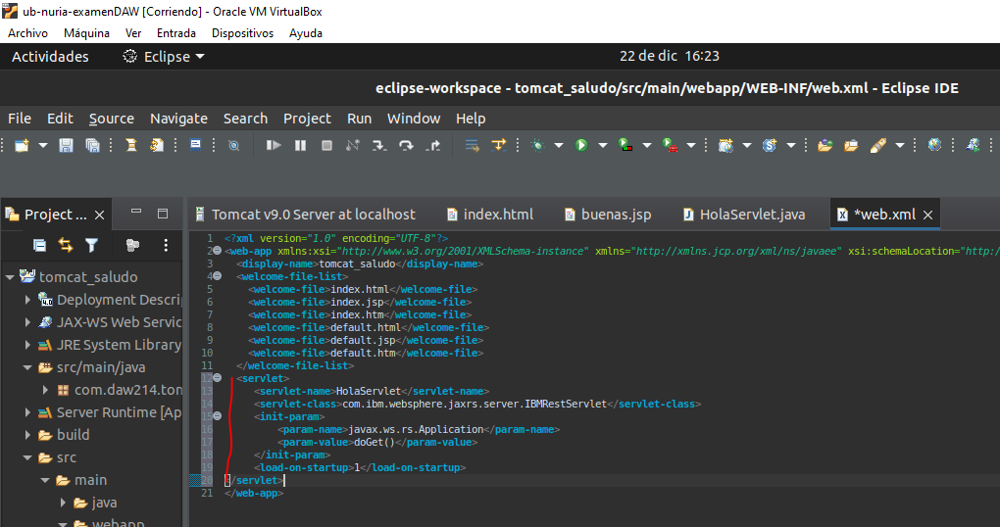 ub-nuria-examenDAW [Corriendo] - Oracle VM VirtualBox
Archivo Máquina Ver Entrada Dispositivos Ayuda
Actividades Eclipse 22 de dic 16:23
eclipse-workspace - tomcat_saludo/src/main/webapp/WEB-INF/web.xml - Eclipse IDE
File Edit Source Navigate Search Project Run Window Help
Project ... Tomcat v9.0 Server at localhost index.html buenas.jsp HolaServlet.java *web.xml
tomcat_saludo
Deployment Descri
JAX-WS Web Servic
JRE System Library
src/main/java
com.daw214.tom
Server Runtime [Ap
build
src
main
java
webapp
1 <?xml version="1.0" encoding="UTF-8"?>
2 <web-app xmlns:xsi="http://www.w3.org/2001/XMLSchema-instance" xmlns="http://xmlns.jcp.org/xml/ns/javaee" xsi:schemaLocation="http:/
3 <display-name>tomcat_saludo</display-name>
4 <welcome-file-list>
5 <welcome-file>index.html</welcome-file>
6 <welcome-file>index.jsp</welcome-file>
7 <welcome-file>index.htm</welcome-file>
8 <welcome-file>default.html</welcome-file>
9 <welcome-file>default.jsp</welcome-file>
10 <welcome-file>default.htm</welcome-file>
11 </welcome-file-list>
12 <servlet>
13 <servlet-name>HolaServlet</servlet-name>
14 <servlet-class>com.ibm.websphere.jaxrs.server.IBMRestServlet</servlet-class>
15 <init-param>
16 <param-name>javax.ws.rs.Application</param-name>
17 <param-value>doGet()</param-value>
18 </init-param>
19 <load-on-startup>1</load-on-startup>
20 </servlet>
21 </web-app>